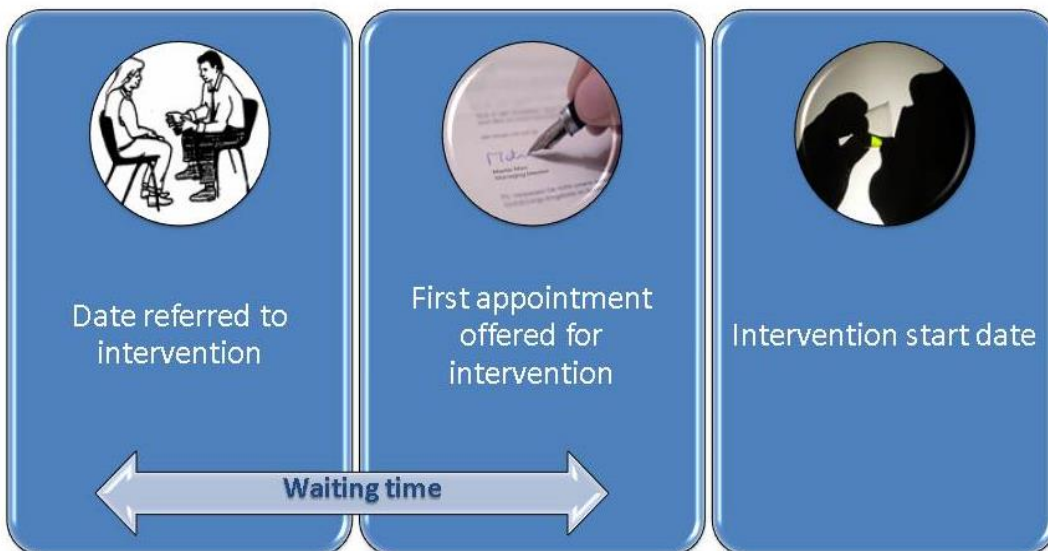 Date referred to
intervention
First appointment
offered for
intervention
Intervention start date
Waiting time